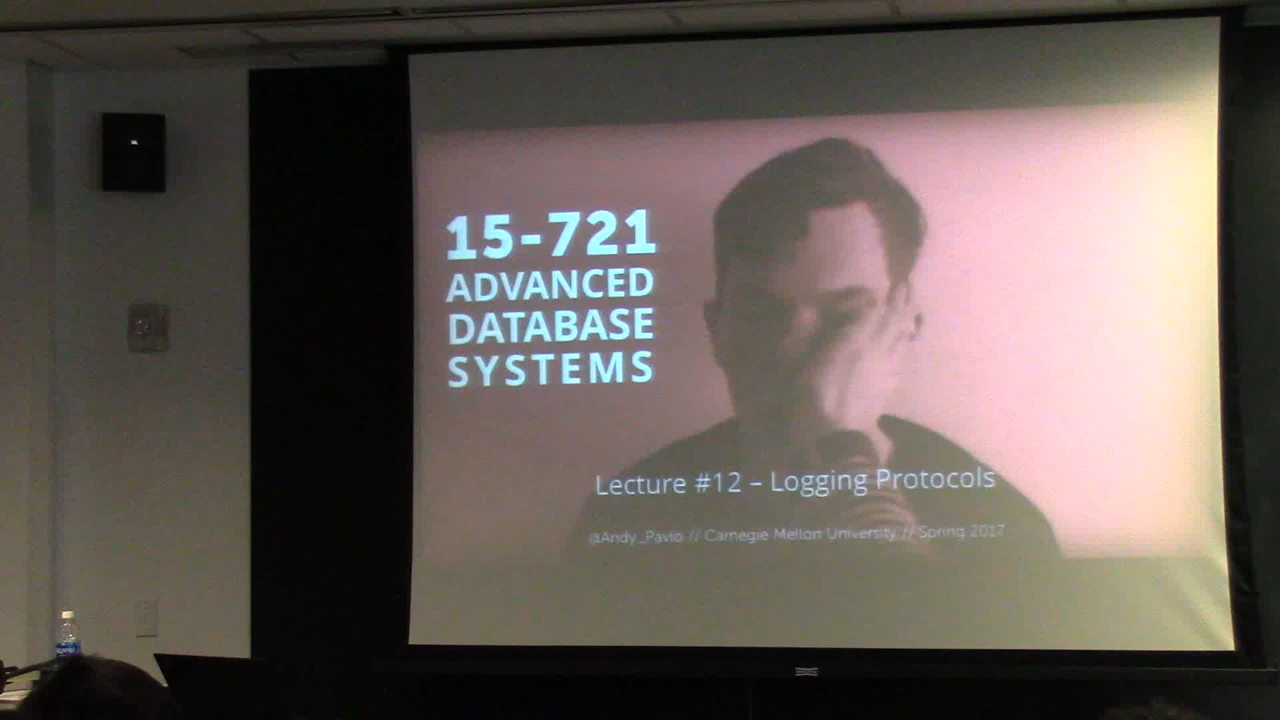 15-721
ADVANCED
DATABASE
SYSTEMS
Lecture #12 – Logging Protocols
@Andy_Pavlo // Carnegie Mellon University // Spring 2017